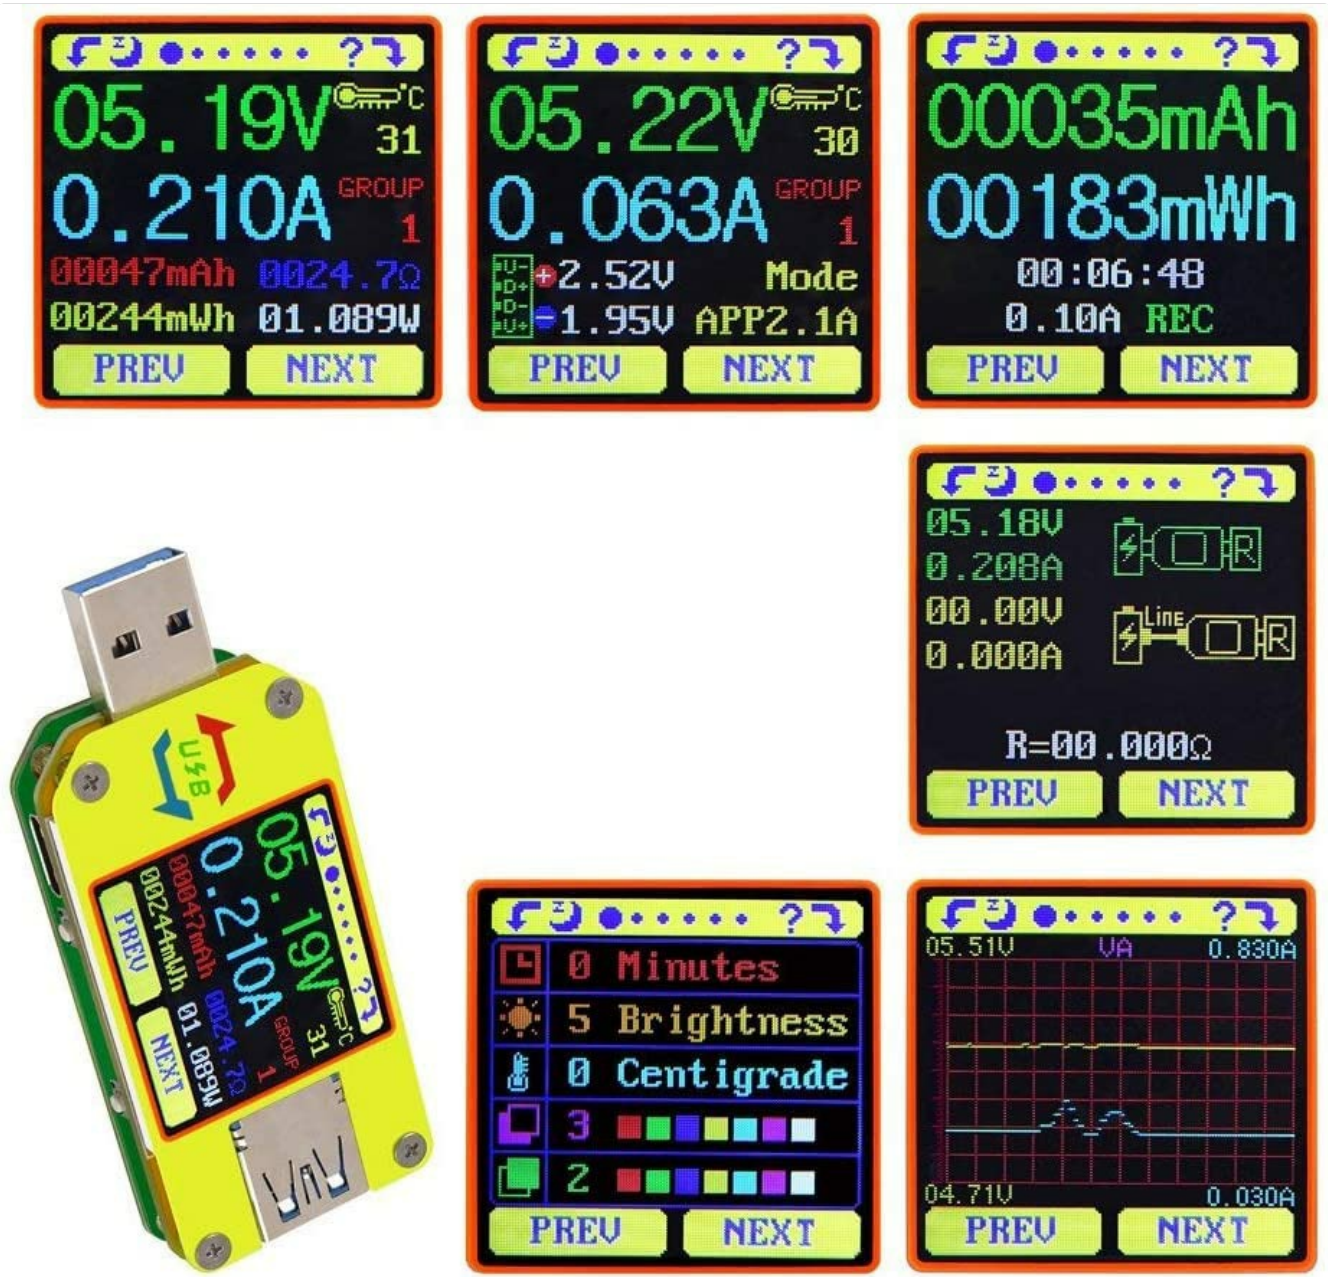 05.19V °C
31
0.210A GROUP
1
00047mAh 0024.7Ω
00244mWh 01.089W
PREV NEXT
05.22V °C
30
0.063A GROUP
1
U- D+ D- U+
+2.52V Mode
-1.95V APP2.1A
PREV NEXT
00035mAh
00183mWh
00:06:48
0.10A REC
PREV NEXT
05.18V
0.208A R
00.00V Line
0.000A R
R=00.000Ω
PREV NEXT
USB
05.19V °C
31
0.210A GROUP
1
00047mAh 0024.7Ω
00244mWh 01.089W
PREV NEXT
0 Minutes
5 Brightness
0 Centigrade
3
2
PREV NEXT
05.51V VA 0.830A
04.71V 0.030A
PREV NEXT